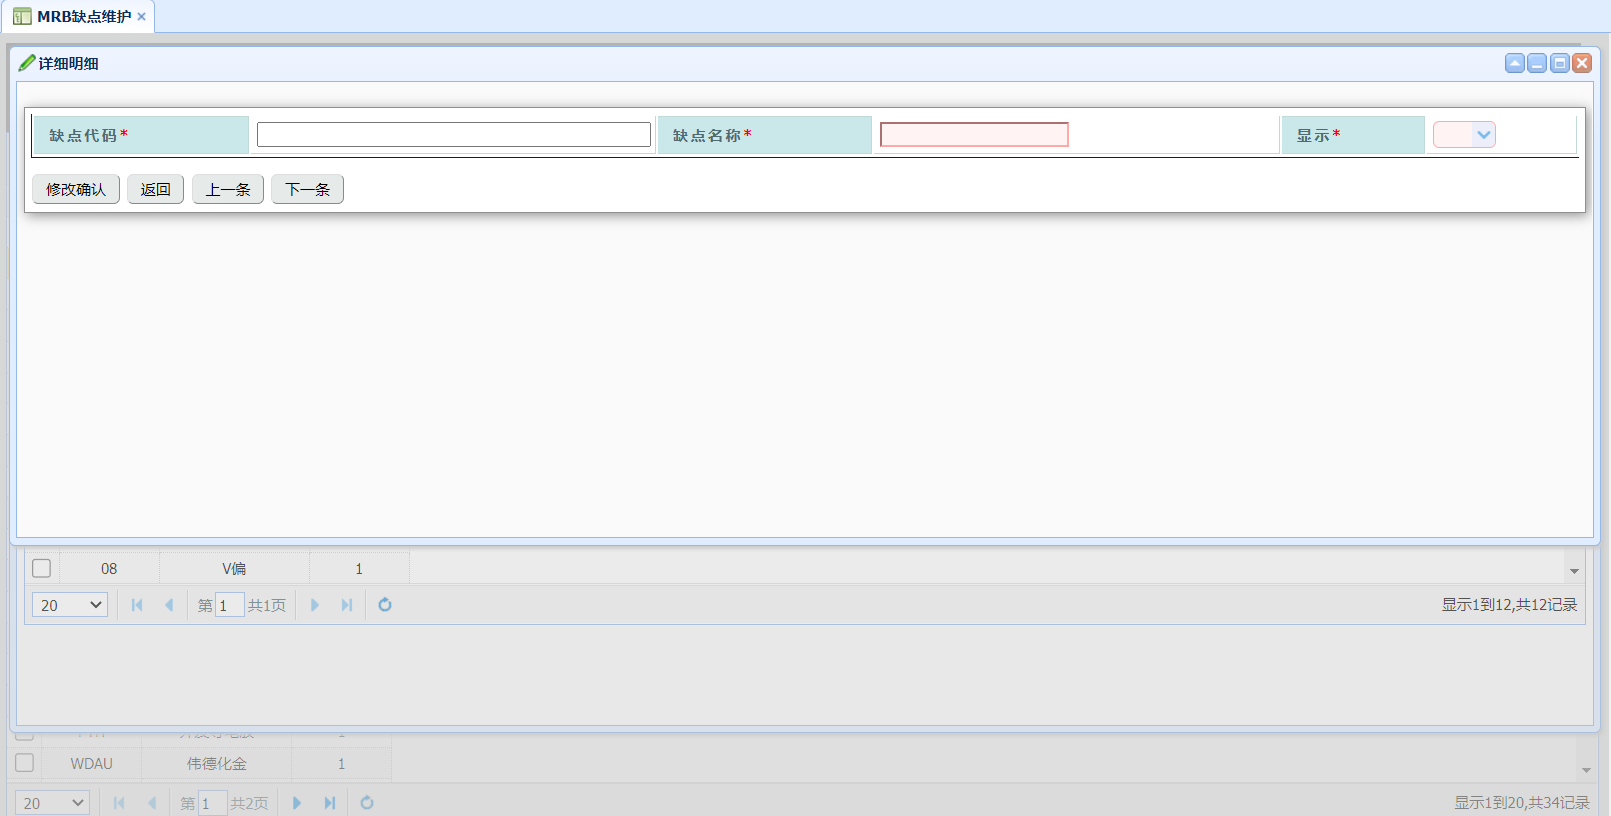 MRB缺点维护
详细明细
缺点代码* 缺点名称* 显示*
修改确认 返回 上一条 下一条
08 V偏 1
20 第 1 共1页 显示1到12,共12记录
WDAU 伟德化金 1
20 第 1 共2页 显示1到20,共34记录